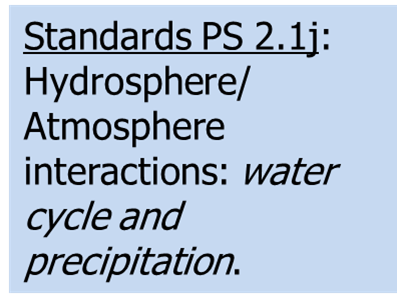 Standards PS 2.1j:
Hydrosphere/
Atmosphere
interactions: water
cycle and
precipitation.